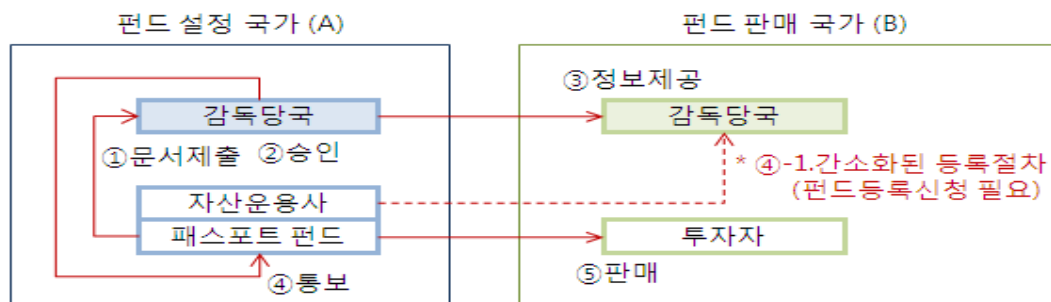 펀드 설정 국가 (A)
펀드 판매 국가 (B)
③정보제공
감독당국
감독당국
①문서제출
②승인
* ④-1.간소화된 등록절차
(펀드등록신청 필요)
자산운용사
패스포트 펀드
투자자
④통보
⑤판매